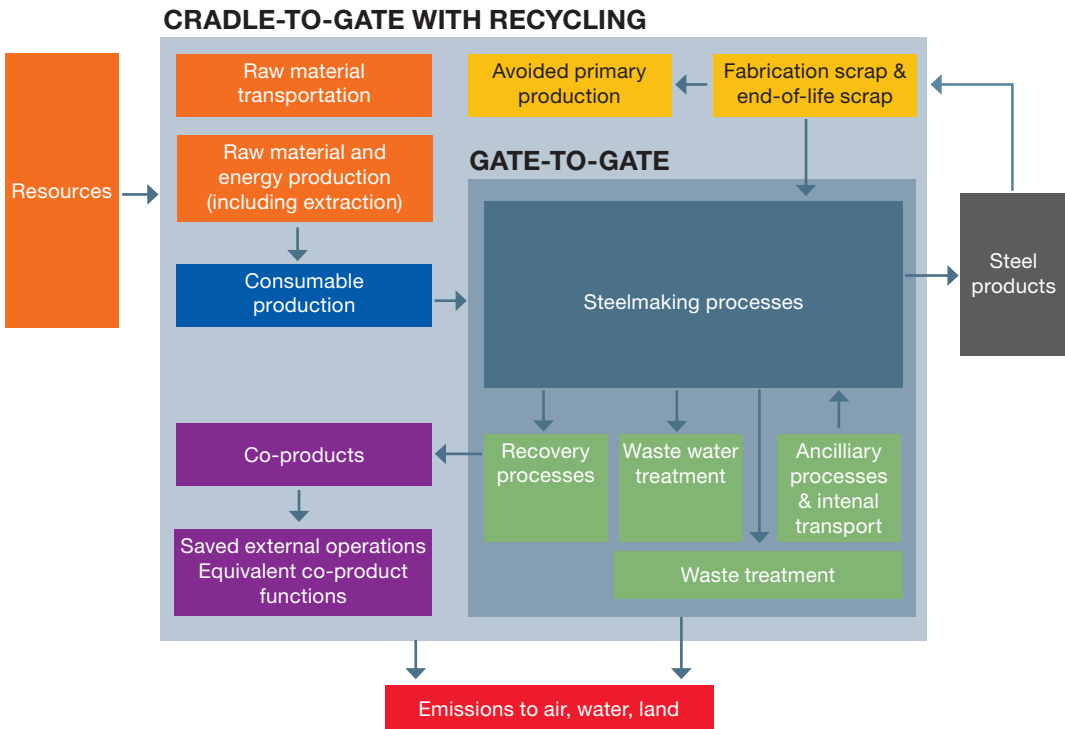 CRADLE-TO-GATE WITH RECYCLING
Resources
Raw material
transportation
Raw material and
energy production
(including extraction)
Consumable
production
Co-products
Saved external operations
Equivalent co-product
functions
Avoided primary
production
Fabrication scrap &
end-of-life scrap
GATE-TO-GATE
Steelmaking processes
Recovery
processes
Waste water
treatment
Ancilliary
processes
& intenal
transport
Waste treatment
Steel
products
Emissions to air, water, land